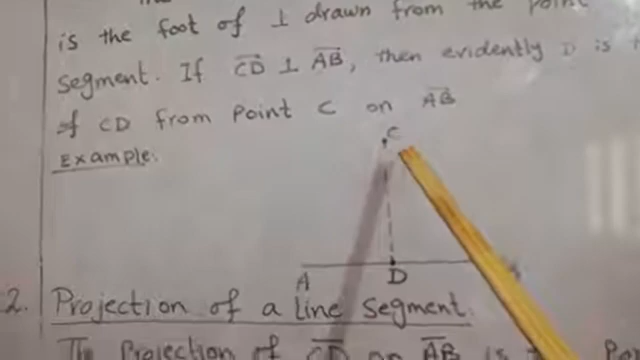 is the foot of ⊥ drawn from the point
segment. If CD ⊥ AB, then evidently D is
of CD from point C on AB
Example.
C
A D
2. Projection of a line segment.
The Projection of CD on AB is